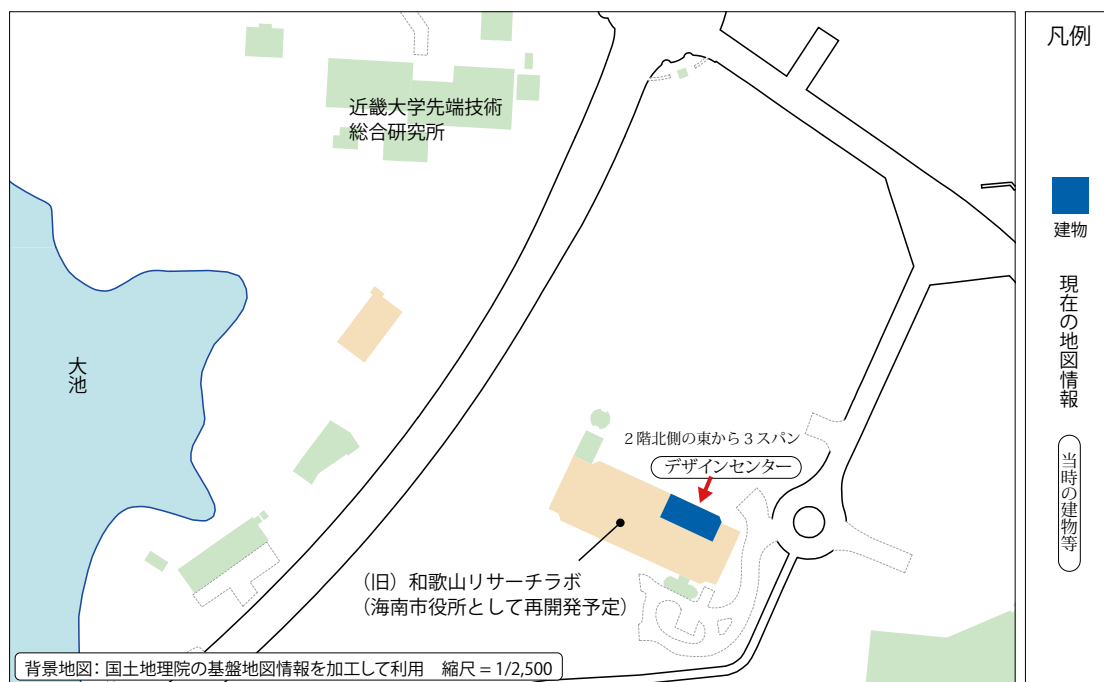 近畿大学先端技術
総合研究所
大池
２階北側の東から３スパン
デザインセンター
（旧）和歌山リサーチラボ
（海南市役所として再開発予定）
背景地図：国土地理院の基盤地図情報を加工して利用　縮尺＝1/2,500
凡例
建物
現在の地図情報
当時の建物等